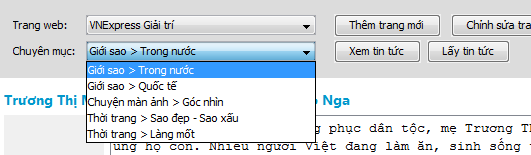 Trang web: VNExpress Giải trí Thêm trang mới Chỉnh sửa tra
Chuyên mục: Giới sao > Trong nước Xem tin tức Lấy tin tức
Giới sao > Trong nước
Giới sao > Quốc tế
Trương Thị Chuyện màn ảnh > Góc nhìn Nga
Thời trang > Sao đẹp - Sao xấu
phục dân tộc, mẹ Trương Th
Thời trang > Làng mốt
ủng hộ con. Nhiều người Việt đang làm ăn, sinh sống